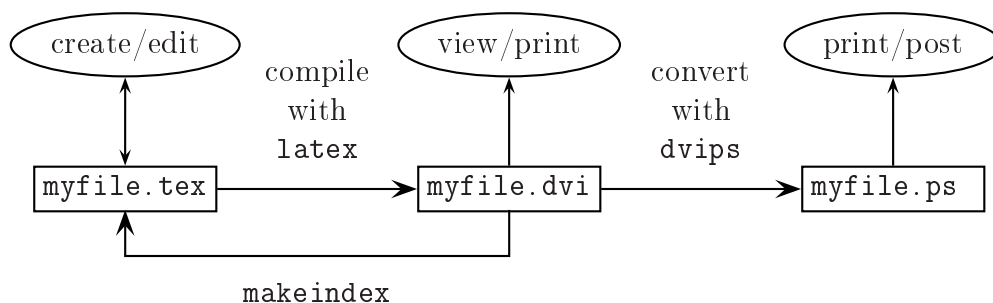 create/edit
view/print
print/post
compile
with
latex
convert
with
dvips
myfile.tex
myfile.dvi
myfile.ps
makeindex